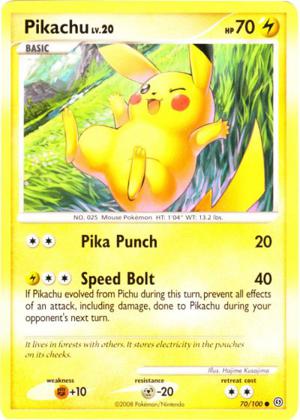 Pikachu LV.20 HP 70
BASIC
NO. 025 Mouse Pokémon HT: 1'04" WT: 13.2 lbs.
Pika Punch 20
Speed Bolt 40
If Pikachu evolved from Pichu during this turn, prevent all effects
of an attack, including damage, done to Pikachu during your
opponent's next turn.
It lives in forests with others. It stores electricity in the pouches
on its cheeks.
Illus. Hajime Kusajima
weakness resistance retreat cost
+10 -20
©2008 Pokémon/Nintendo 70/100